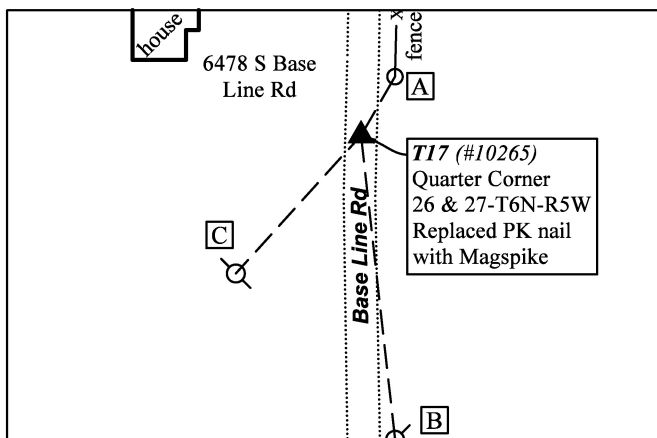 house
6478 S Base
Line Rd
x
fence
A
T17 (#10265)
Quarter Corner
26 & 27-T6N-R5W
Replaced PK nail
with Magspike
C
Base Line Rd
B